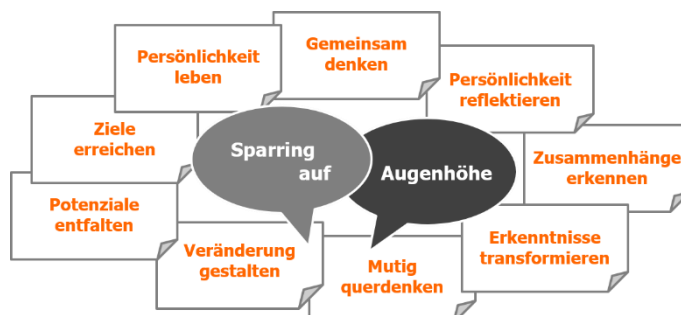 Gemeinsam
denken
Persönlichkeit
leben
Persönlichkeit
reflektieren
Ziele
erreichen
Sparring
auf
Augenhöhe
Zusammenhänge
erkennen
Potenziale
entfalten
Veränderung
gestalten
Mutig
querdenken
Erkenntnisse
transformieren